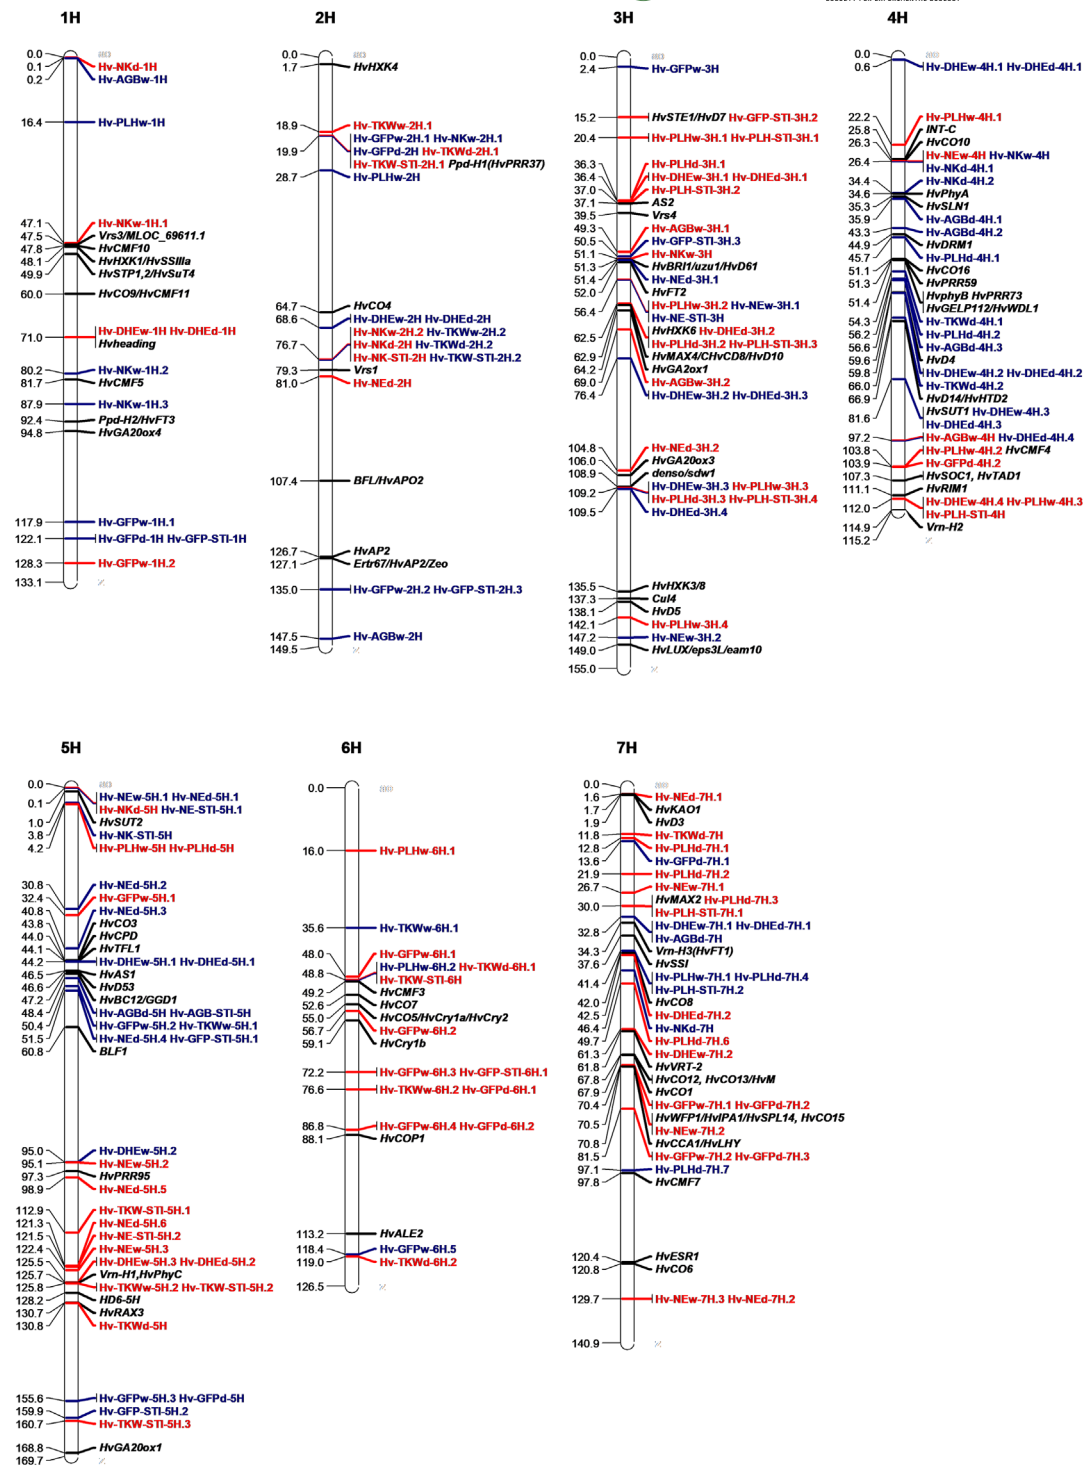 1H
2H
3H
4H
0.0
0.1 Hv-NKd-1H
0.2 Hv-AGBw-1H
16.4 Hv-PLHw-1H
47.1 Hv-NKw-1H.1
47.5 Vrs3/MLOC_69611.1
47.8 HvCMF10
48.1 HvHXK1/HvSSIIIa
49.9 HvSTP1,2/HvSuT4
60.0 HvCO9/HvCMF11
Hv-DHEw-1H Hv-DHEd-1H
71.0 Hvheading
80.2 Hv-NKw-1H.2
81.7 HvCMF5
87.9 Hv-NKw-1H.3
92.4 Ppd-H2/HvFT3
94.8 HvGA20ox4
117.9 Hv-GFPw-1H.1
122.1 Hv-GFPd-1H Hv-GFP-STI-1H
128.3 Hv-GFPw-1H.2
133.1
0.0
1.7 HvHXK4
18.9 Hv-TKWw-2H.1
Hv-GFPw-2H.1 Hv-NKw-2H.1
19.9 Hv-GFPd-2H Hv-TKWd-2H.1
Hv-TKW-STI-2H.1 Ppd-H1(HvPRR37)
28.7 Hv-PLHw-2H
64.7 HvCO4
68.6 Hv-DHEw-2H Hv-DHEd-2H
Hv-NKw-2H.2 Hv-TKWw-2H.2
76.7 Hv-NKd-2H Hv-TKWd-2H.2
Hv-NK-STI-2H Hv-TKW-STI-2H.2
79.3 Vrs1
81.0 Hv-NEd-2H
107.4 BFL/HvAPO2
126.7 HvAP2
127.1 Ertr67/HvAP2/Zeo
135.0 Hv-GFPw-2H.2 Hv-GFP-STI-2H.3
147.5 Hv-AGBw-2H
149.5
0.0
2.4 Hv-GFPw-3H
15.2 HvSTE1/HvD7 Hv-GFP-STI-3H.2
20.4 Hv-PLHw-3H.1 Hv-PLH-STI-3H.1
36.3 Hv-PLHd-3H.1
36.4 Hv-DHEw-3H.1 Hv-DHEd-3H.1
37.0 Hv-PLH-STI-3H.2
37.1 AS2
39.5 Vrs4
49.3 Hv-AGBw-3H.1
50.5 Hv-GFP-STI-3H.3
51.1 Hv-NKw-3H
51.1 HvBRI1/uzu1/HvD61
51.4 Hv-NEd-3H.1
52.0 HvFT2
56.4 Hv-PLHw-3H.2 Hv-NEw-3H.1
Hv-NE-STI-3H
62.5 HvHXK6 Hv-DHEd-3H.2
Hv-PLHd-3H.2 Hv-PLH-STI-3H.3
62.9 HvMAX4/CHvCD8/HvD10
64.2 HvGA2ox1
69.0 Hv-AGBw-3H.2
76.4 Hv-DHEw-3H.2 Hv-DHEd-3H.3
104.8 Hv-NEd-3H.2
106.0 HvGA20ox3
108.9 denso/sdw1
109.2 Hv-DHEw-3H.3 Hv-PLHw-3H.3
Hv-PLHd-3H.3 Hv-PLH-STI-3H.4
109.5 Hv-DHEd-3H.4
135.5 HvHXK3/8
137.3 Cul4
138.1 HvD5
142.1 Hv-PLHw-3H.4
147.2 Hv-NEw-3H.2
149.0 HvLUX/eps3L/eam10
155.0
0.0
0.6 Hv-DHEw-4H.1 Hv-DHEd-4H.1
22.2 Hv-PLHw-4H.1
25.8 INT-C
26.3 HvCO10
26.4 Hv-NEw-4H Hv-NKw-4H
Hv-NKd-4H.1
34.4 Hv-NKd-4H.2
34.6 HvPhyA
35.3 HvSLN1
35.9 Hv-AGBd-4H.1
43.3 Hv-AGBd-4H.2
44.9 HvDRM1
45.7 Hv-PLHd-4H.1
51.1 HvCO16
51.3 HvPRR59
51.4 HvphyB HvPRR73
HvGELP112/HvWDL1
54.3 Hv-TKWd-4H.1
56.2 Hv-PLHd-4H.2
56.6 Hv-AGBd-4H.3
59.6 HvD4
59.8 Hv-DHEw-4H.2 Hv-DHEd-4H.2
66.0 Hv-TKWd-4H.2
66.9 HvD14/HvHTD2
81.6 HvSUT1 Hv-DHEw-4H.3
Hv-DHEd-4H.3
97.2 Hv-AGBw-4H Hv-DHEd-4H.4
103.8 Hv-PLHw-4H.2 HvCMF4
103.9 Hv-GFPd-4H.2
107.3 HvSOC1, HvTAD1
111.1 HvRIM1
112.0 Hv-DHEw-4H.4 Hv-PLHw-4H.3
Hv-PLH-STI-4H
114.9 Vrn-H2
115.2
5H
6H
7H
0.0
0.1 Hv-NEw-5H.1 Hv-NEd-5H.1
Hv-NKd-5H Hv-NE-STI-5H.1
1.0 HvSUT2
3.8 Hv-NK-STI-5H
4.2 Hv-PLHw-5H Hv-PLHd-5H
30.8 Hv-NEd-5H.2
32.4 Hv-GFPw-5H.1
40.8 Hv-NEd-5H.3
43.8 HvCO3
44.0 HvCPD
44.1 HvTFL1
44.2 Hv-DHEw-5H.1 Hv-DHEd-5H.1
46.5 HvAS1
46.6 HvD53
47.2 HvBC12/GGD1
48.4 Hv-AGBd-5H Hv-AGB-STI-5H
50.4 Hv-GFPw-5H.2 Hv-TKWw-5H.1
51.5 Hv-NEd-5H.4 Hv-GFP-STI-5H.1
60.8 BLF1
95.0 Hv-DHEw-5H.2
95.1 Hv-NEw-5H.2
97.3 HvPRR95
98.9 Hv-NEd-5H.5
112.9 Hv-TKW-STI-5H.1
121.3 Hv-NEd-5H.6
121.5 Hv-NE-STI-5H.2
122.4 Hv-NEw-5H.3
125.5 Hv-DHEw-5H.3 Hv-DHEd-5H.2
125.7 Vrn-H1,HvPhyC
125.8 Hv-TKWw-5H.2 Hv-TKW-STI-5H.2
128.2 HD6-5H
130.7 HvRAX3
130.8 Hv-TKWd-5H
155.6 Hv-GFPw-5H.3 Hv-GFPd-5H
159.9 Hv-GFP-STI-5H.2
160.7 Hv-TKW-STI-5H.3
168.8 HvGA20ox1
169.7
0.0
16.0 Hv-PLHw-6H.1
35.6 Hv-TKWw-6H.1
48.0 Hv-GFPw-6H.1
48.8 Hv-PLHw-6H.2 Hv-TKWd-6H.1
Hv-TKW-STI-6H
49.2 HvCMF3
52.6 HvCO7
55.0 HvCO5/HvCry1a/HvCry2
56.7 Hv-GFPw-6H.2
59.1 HvCry1b
72.2 Hv-GFPw-6H.3 Hv-GFP-STI-6H.1
76.6 Hv-TKWw-6H.2 Hv-GFPd-6H.1
86.8 Hv-GFPw-6H.4 Hv-GFPd-6H.2
88.1 HvCOP1
113.2 HvALE2
118.4 Hv-GFPw-6H.5
119.0 Hv-TKWd-6H.2
126.5
0.0
1.6 Hv-NEd-7H.1
1.7 HvKAO1
1.9 HvD3
11.8 Hv-TKWd-7H
12.8 Hv-PLHd-7H.1
13.6 Hv-GFPd-7H.1
21.9 Hv-PLHd-7H.2
26.7 Hv-NEw-7H.1
30.0 HvMAX2 Hv-PLHd-7H.3
Hv-PLH-STI-7H.1
32.8 Hv-DHEw-7H.1 Hv-DHEd-7H.1
Hv-AGBd-7H
34.3 Vrn-H3(HvFT1)
37.6 HvSSI
41.4 Hv-PLHw-7H.1 Hv-PLHd-7H.4
Hv-PLH-STI-7H.2
42.0 HvCO8
42.5 Hv-DHEd-7H.2
46.4 Hv-NKd-7H
49.7 Hv-PLHd-7H.6
61.3 Hv-DHEw-7H.2
61.8 HvVRT-2
67.8 HvCO12, HvCO13/HvM
67.9 HvCO1
70.4 Hv-GFPw-7H.1 Hv-GFPd-7H.2
70.5 HvWFP1/HvIPA1/HvSPL14, HvCO15
Hv-NEw-7H.2
70.8 HvCCA1/HvLHY
81.5 Hv-GFPw-7H.2 Hv-GFPd-7H.3
97.1 Hv-PLHd-7H.7
97.8 HvCMF7
120.4 HvESR1
120.8 HvCO6
129.7 Hv-NEw-7H.3 Hv-NEd-7H.2
140.9